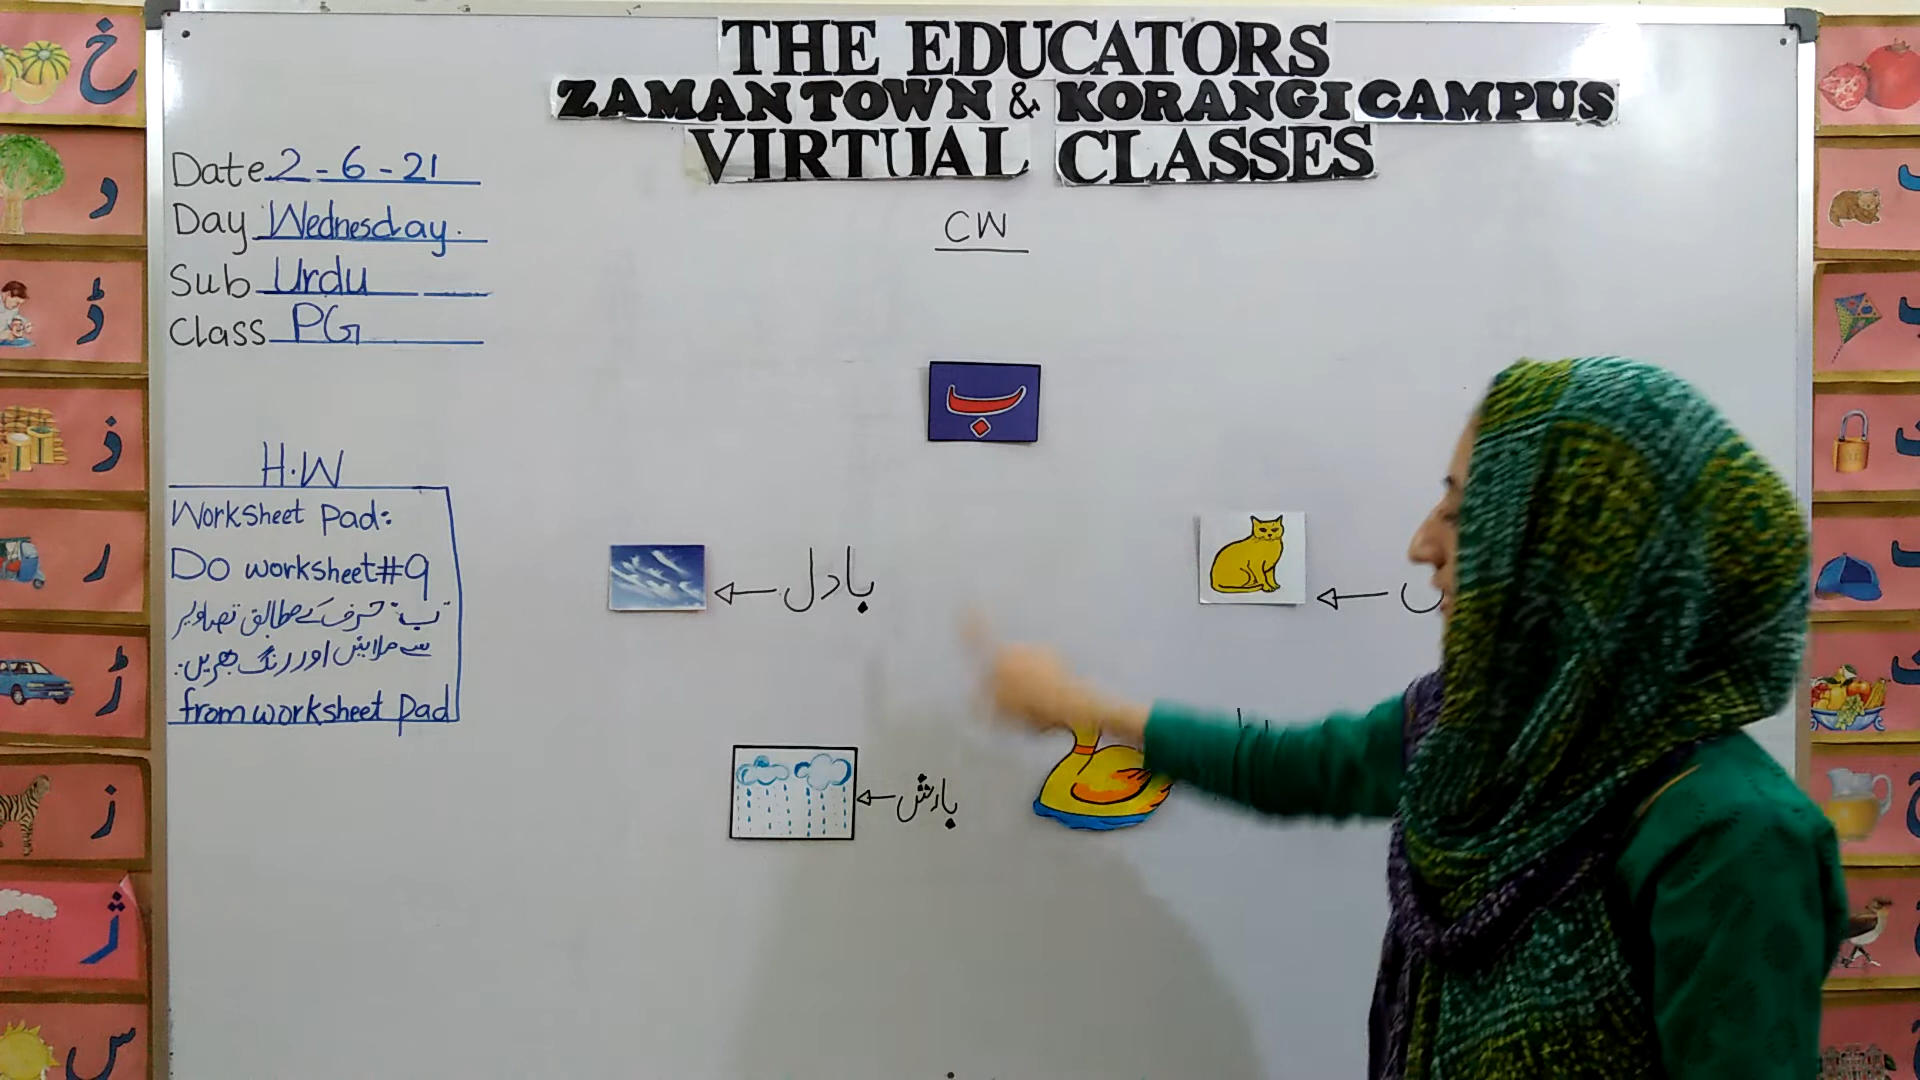 THE EDUCATORS
ZAMAN TOWN & KORANGI CAMPUS
VIRTUAL CLASSES
Date 2-6-21
Day Wednesday.
Sub Urdu
Class PG
CW
ب
H.W
Worksheet Pad:
Do worksheet#9
"ب" حرف کے مطابق تصاویر
سے ملایئں اور رنگ بھریں:
from worksheet Pad
بادل
بارش
خ
د
ڈ
ذ
ر
ڑ
ز
ژ
س